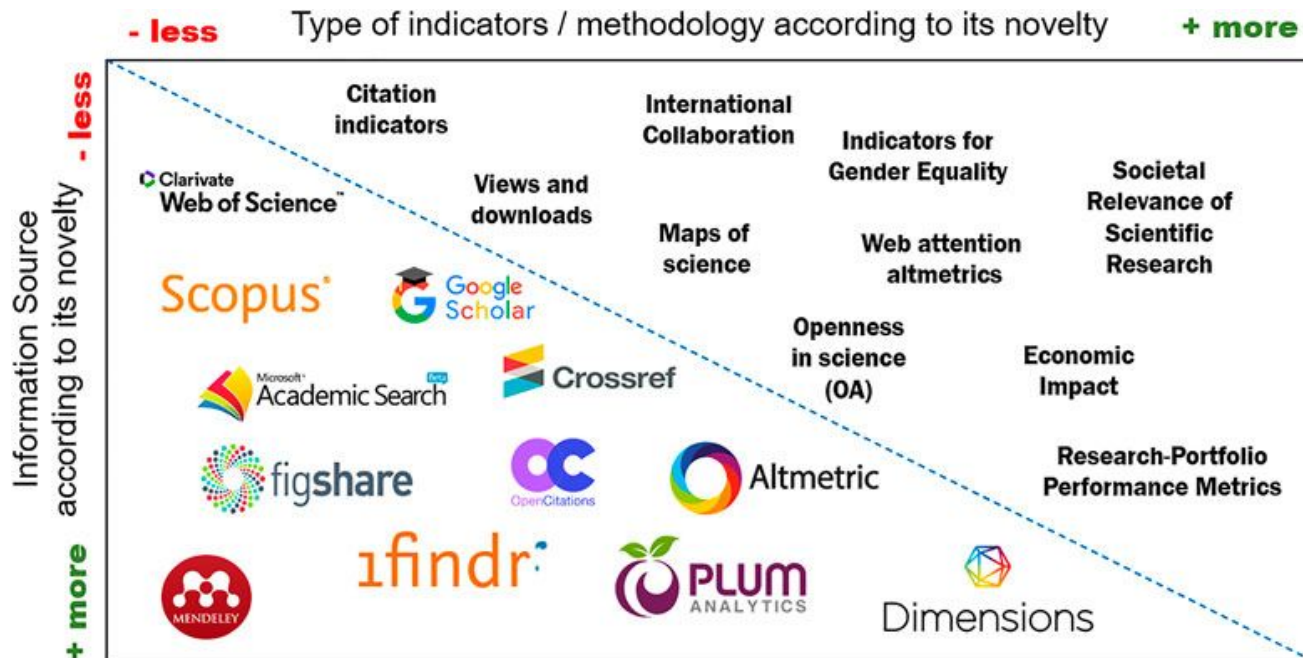 - less Type of indicators / methodology according to its novelty + more
- less
Information Source
according to its novelty
+ more
Citation
indicators
International
Collaboration
Indicators for
Gender Equality
Societal
Relevance of
Scientific
Research
Clarivate
Web of Science™
Views and
downloads
Maps of
science
Web attention
altmetrics
Scopus®
Google
Scholar
Openness
in science
(OA)
Economic
Impact
Microsoft®
Academic Search Beta
Crossref
figshare
OpenCitations
Altmetric
Research-Portfolio
Performance Metrics
MENDELEY
1findr
PLUM
ANALYTICS
Dimensions